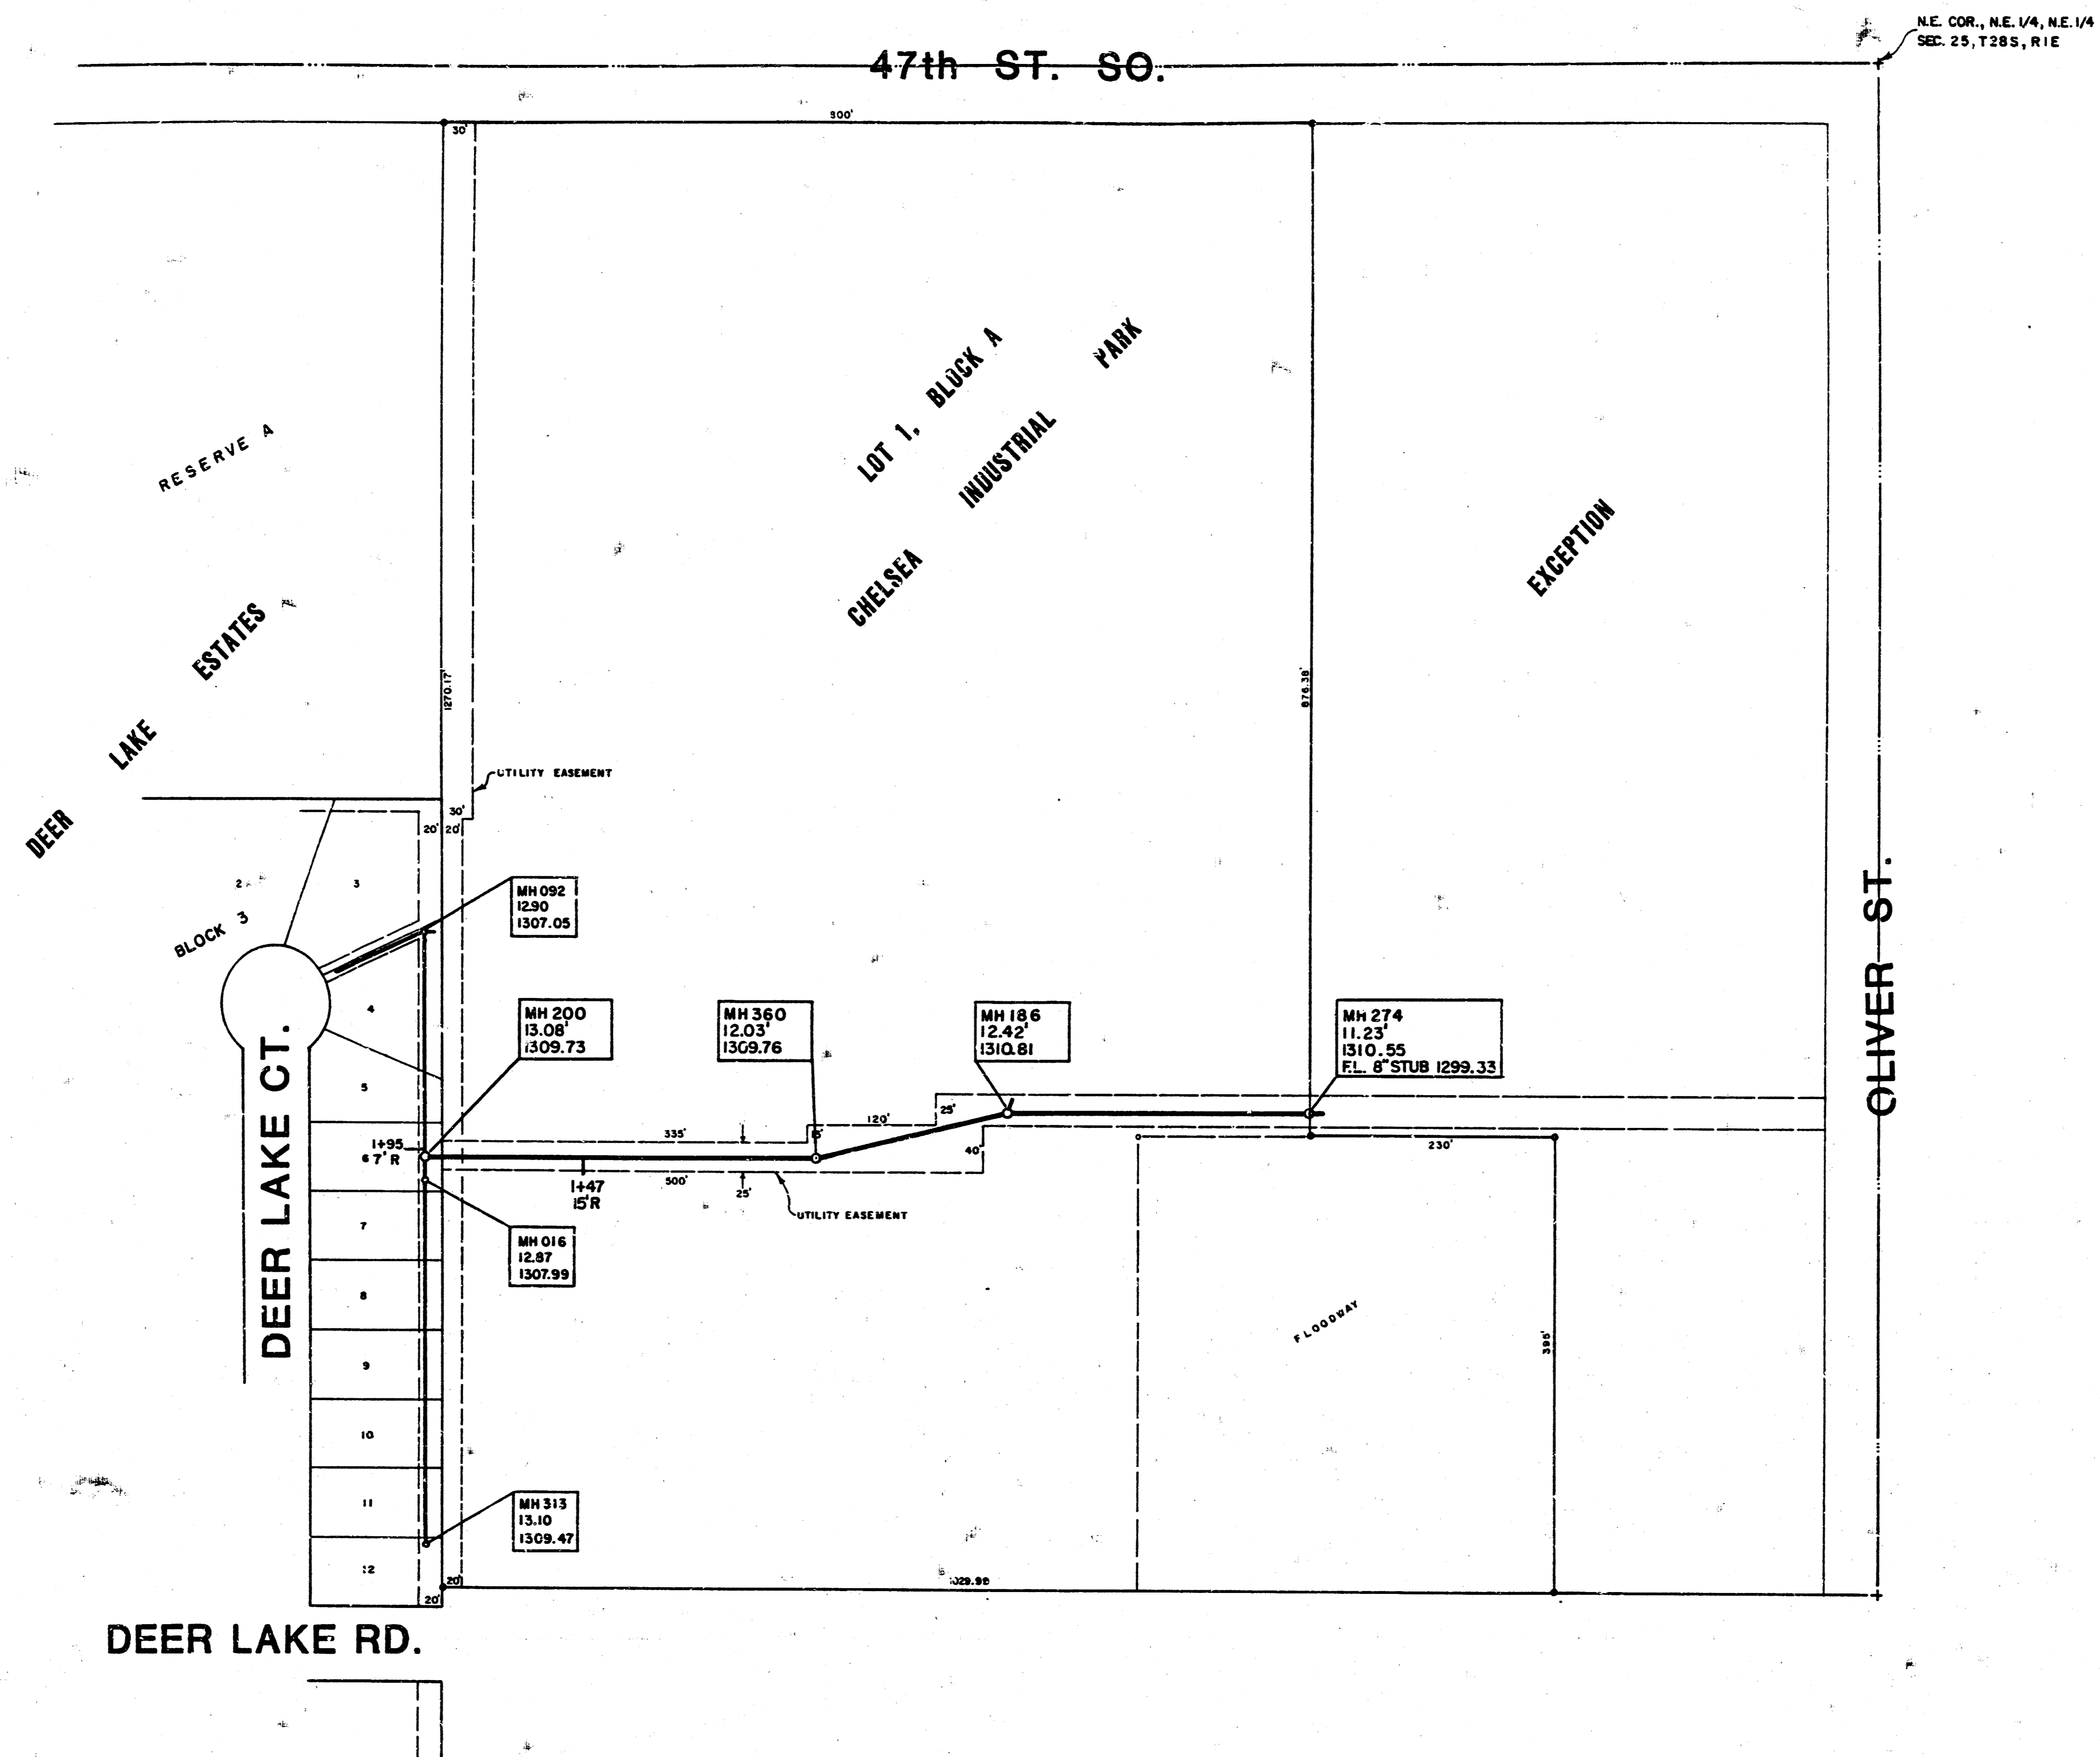 N.E. COR., N.E. 1/4, N.E. 1/4
SEC. 25, T28S, R1E
47th ST. SO.
30'
LOT 1, BLOCK A
CHELSEA INDUSTRIAL PARK
EXCEPTION
RESERVE A
DEER LAKE ESTATES
1270.17'
876.38'
OLIVER ST.
UTILITY EASEMENT
30'
20'
20'
2
3
BLOCK 3
MH 092
12.90
1307.05
4
5
DEER LAKE CT.
MH 200
13.08'
1309.73
MH 360
12.03'
1309.76
MH 186
12.42'
1310.81
MH 274
11.23'
1310.55
F.L. 8" STUB 1299.33
335'
120'
25'
40'
230'
1+95
6
7' R
1+47
15' R
500'
25'
UTILITY EASEMENT
7
MH 016
12.87
1307.99
8
9
10
11
12
FLOODWAY
395'
MH 313
13.10
1309.47
20'
20'
DEER LAKE RD.